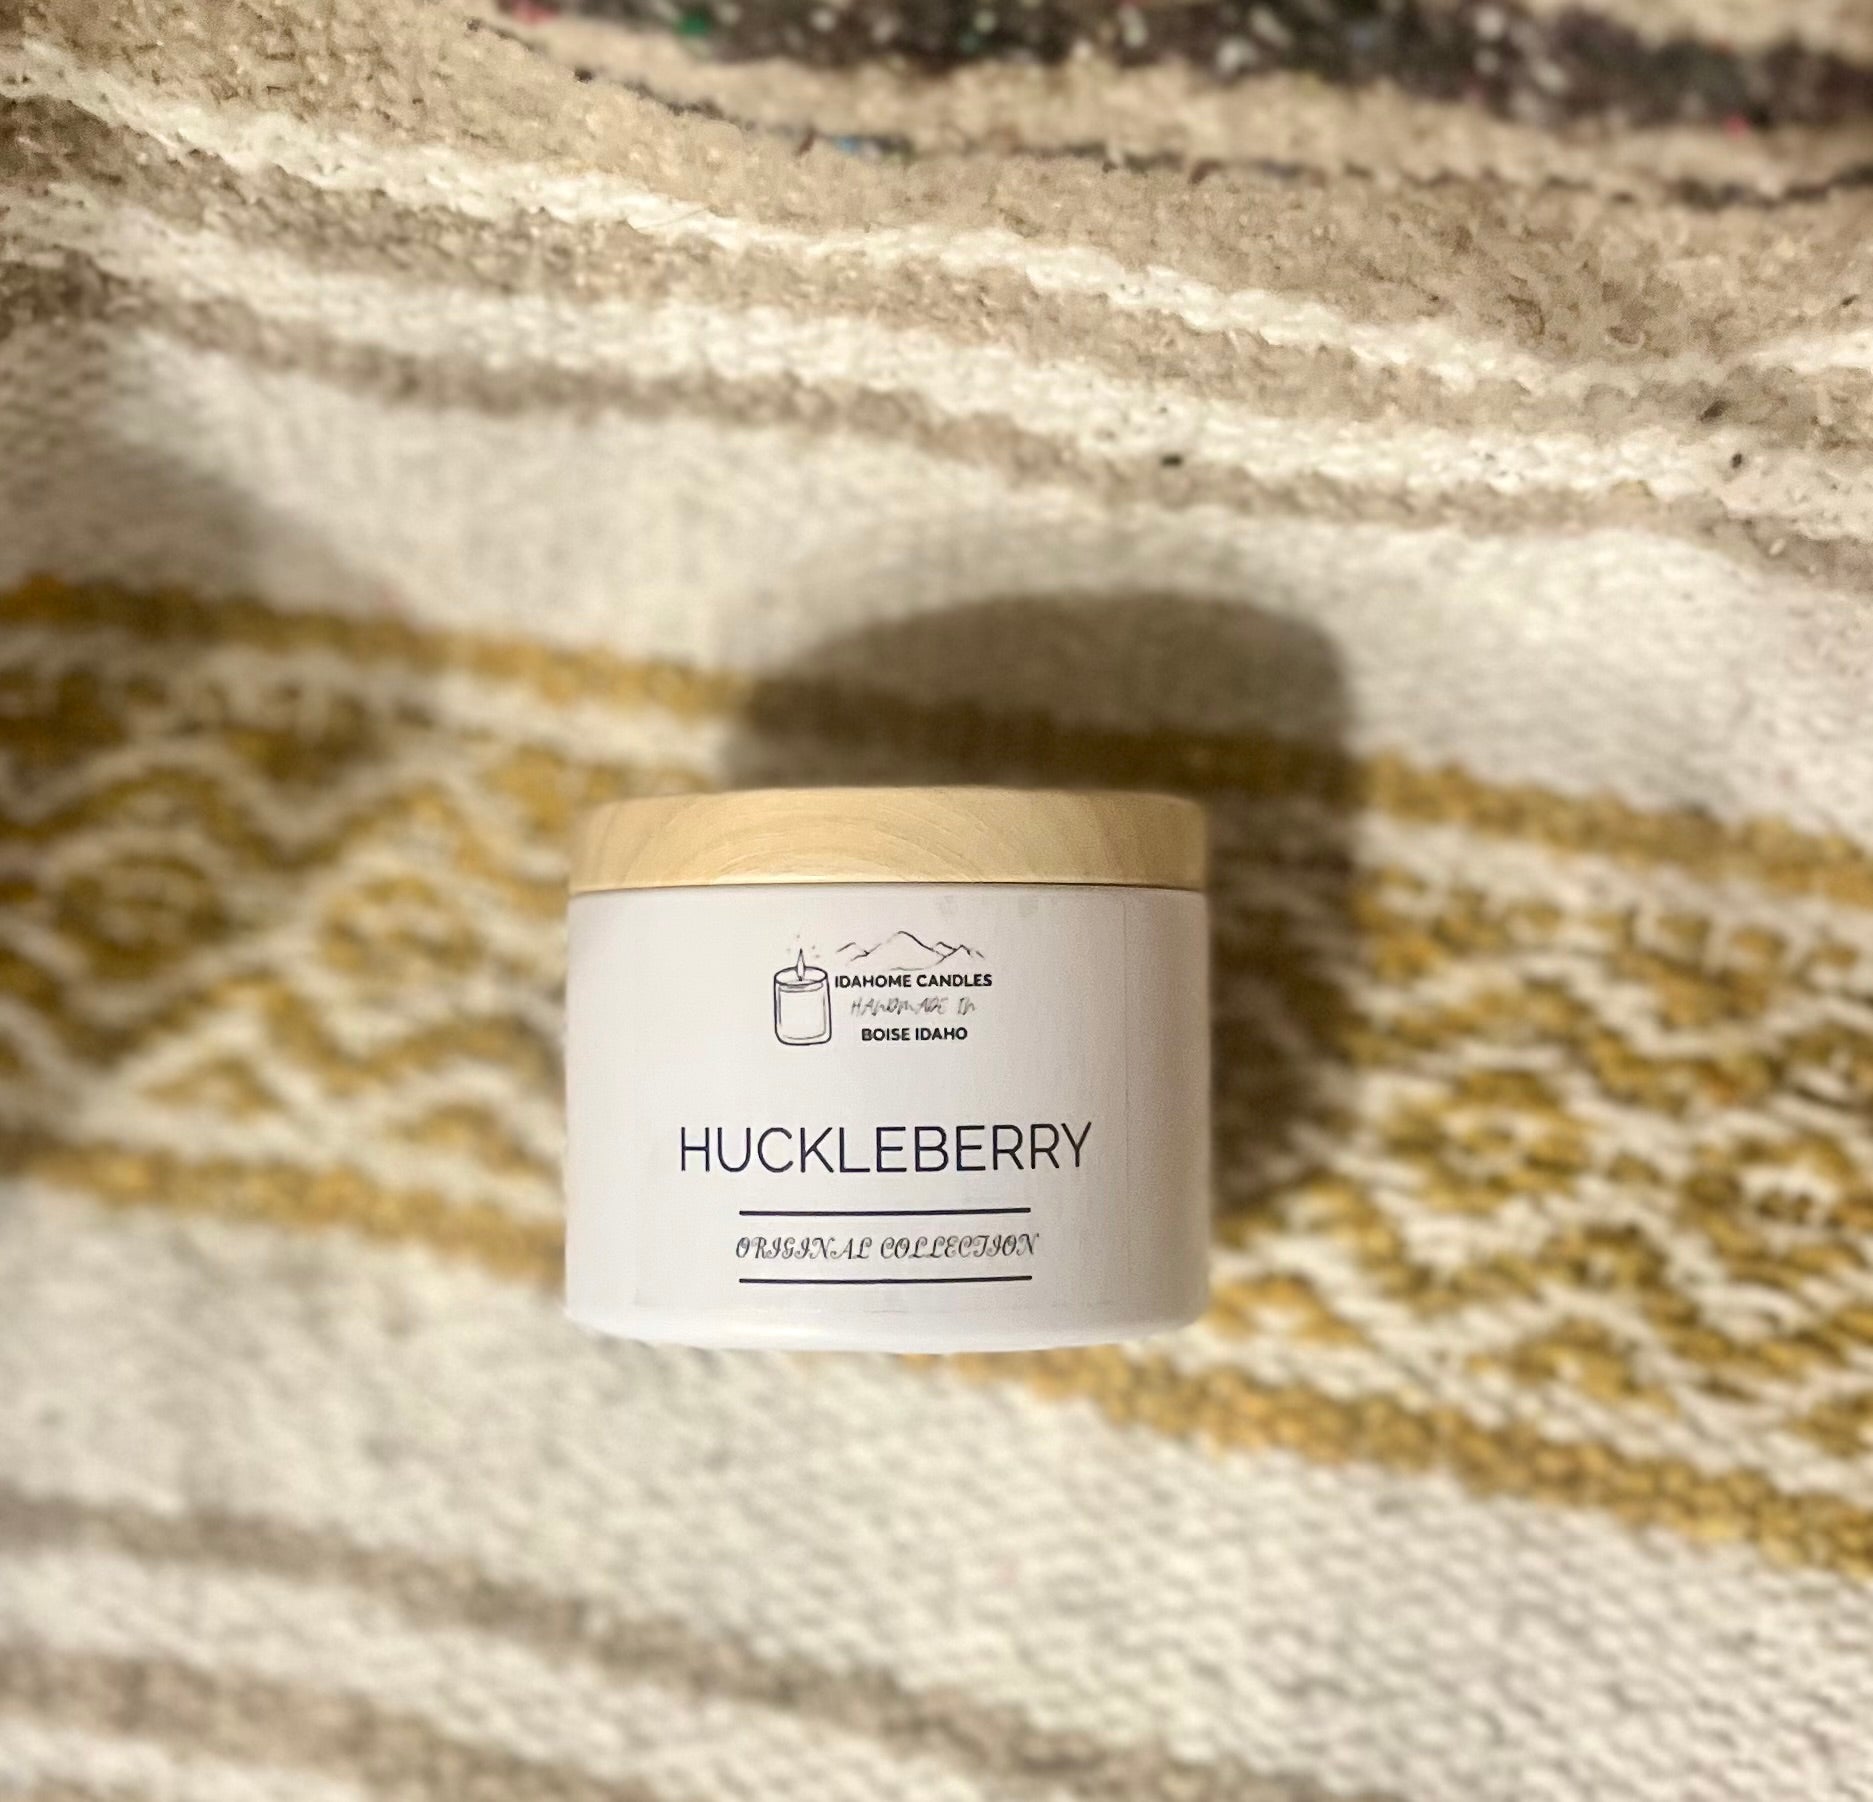 IDAHOME CANDLES
HANDMADE IN
BOISE IDAHO
HUCKLEBERRY
ORIGINAL COLLECTION